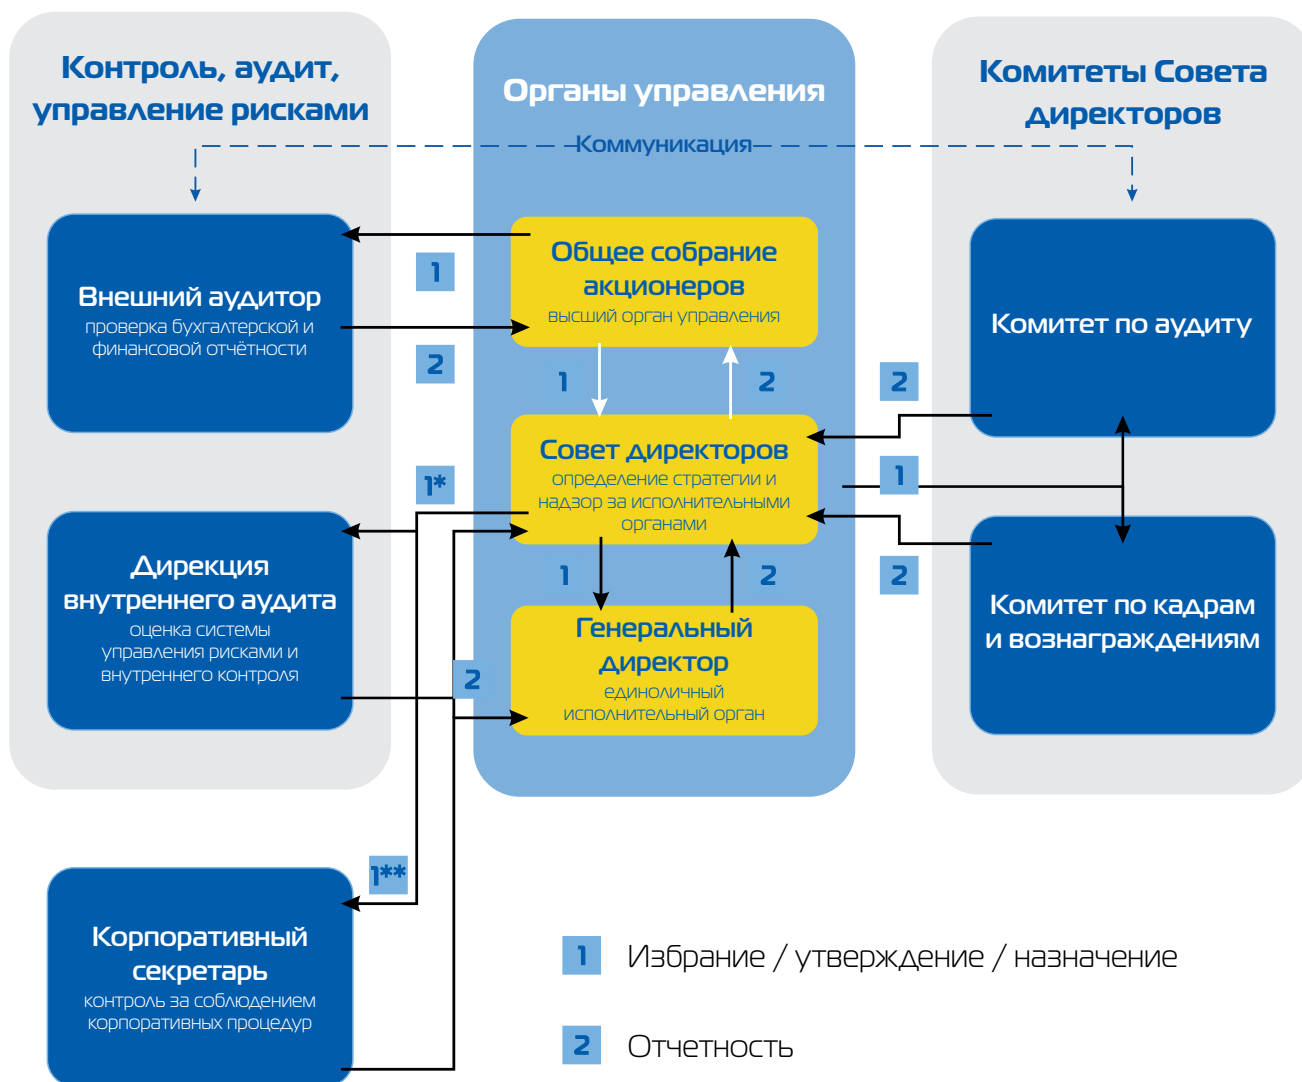 Контроль, аудит,
управление рисками
Органы управления
Комитеты Совета
директоров
Коммуникация
Внешний аудитор
проверка бухгалтерской и
финансовой отчётности
1
2
Общее собрание
акционеров
высший орган управления
Комитет по аудиту
1
2
2
Совет директоров
определение стратегии и
надзор за исполнительными
органами
1*
1
2
1
2
Дирекция
внутреннего аудита
оценка системы
управления рисками и
внутреннего контроля
2
Генеральный
директор
единоличный
исполнительный орган
Комитет по кадрам
и вознаграждениям
1**
Корпоративный
секретарь
контроль за соблюдением
корпоративных процедур
1 Избрание / утверждение / назначение
2 Отчетность